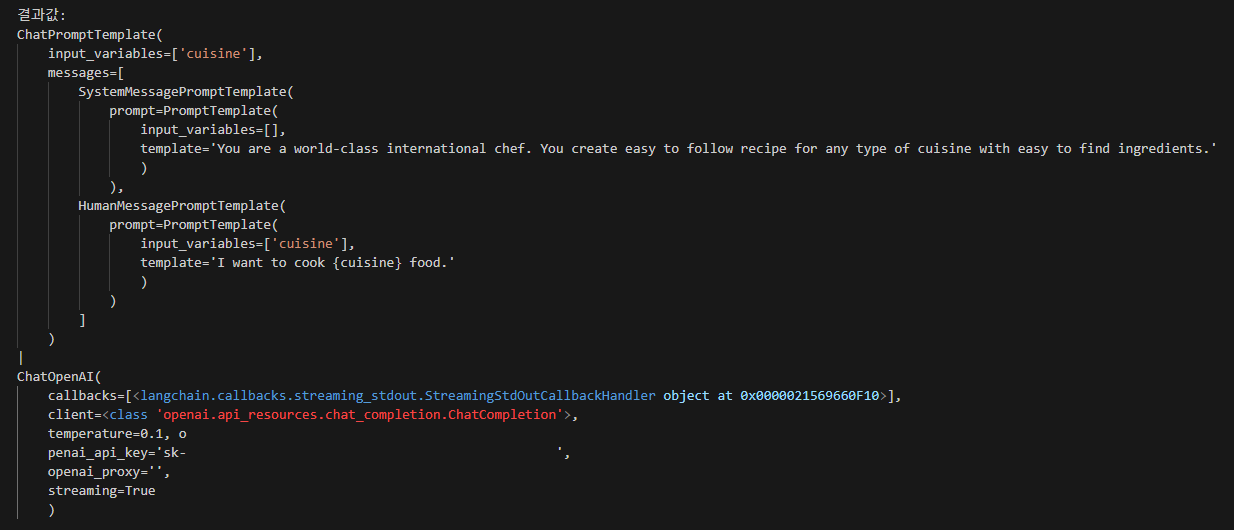 결과값:
ChatPromptTemplate(
input_variables=['cuisine'],
messages=[
SystemMessagePromptTemplate(
prompt=PromptTemplate(
input_variables=[],
template='You are a world-class international chef. You create easy to follow recipe for any type of cuisine with easy to find ingredients.'
)
),
HumanMessagePromptTemplate(
prompt=PromptTemplate(
input_variables=['cuisine'],
template='I want to cook {cuisine} food.'
)
)
]
)
|
ChatOpenAI(
callbacks=[<langchain.callbacks.streaming_stdout.StreamingStdOutCallbackHandler object at 0x0000021569660F10>],
client=<class 'openai.api_resources.chat_completion.ChatCompletion'>,
temperature=0.1, o
penai_api_key='sk- ',
openai_proxy='',
streaming=True
)